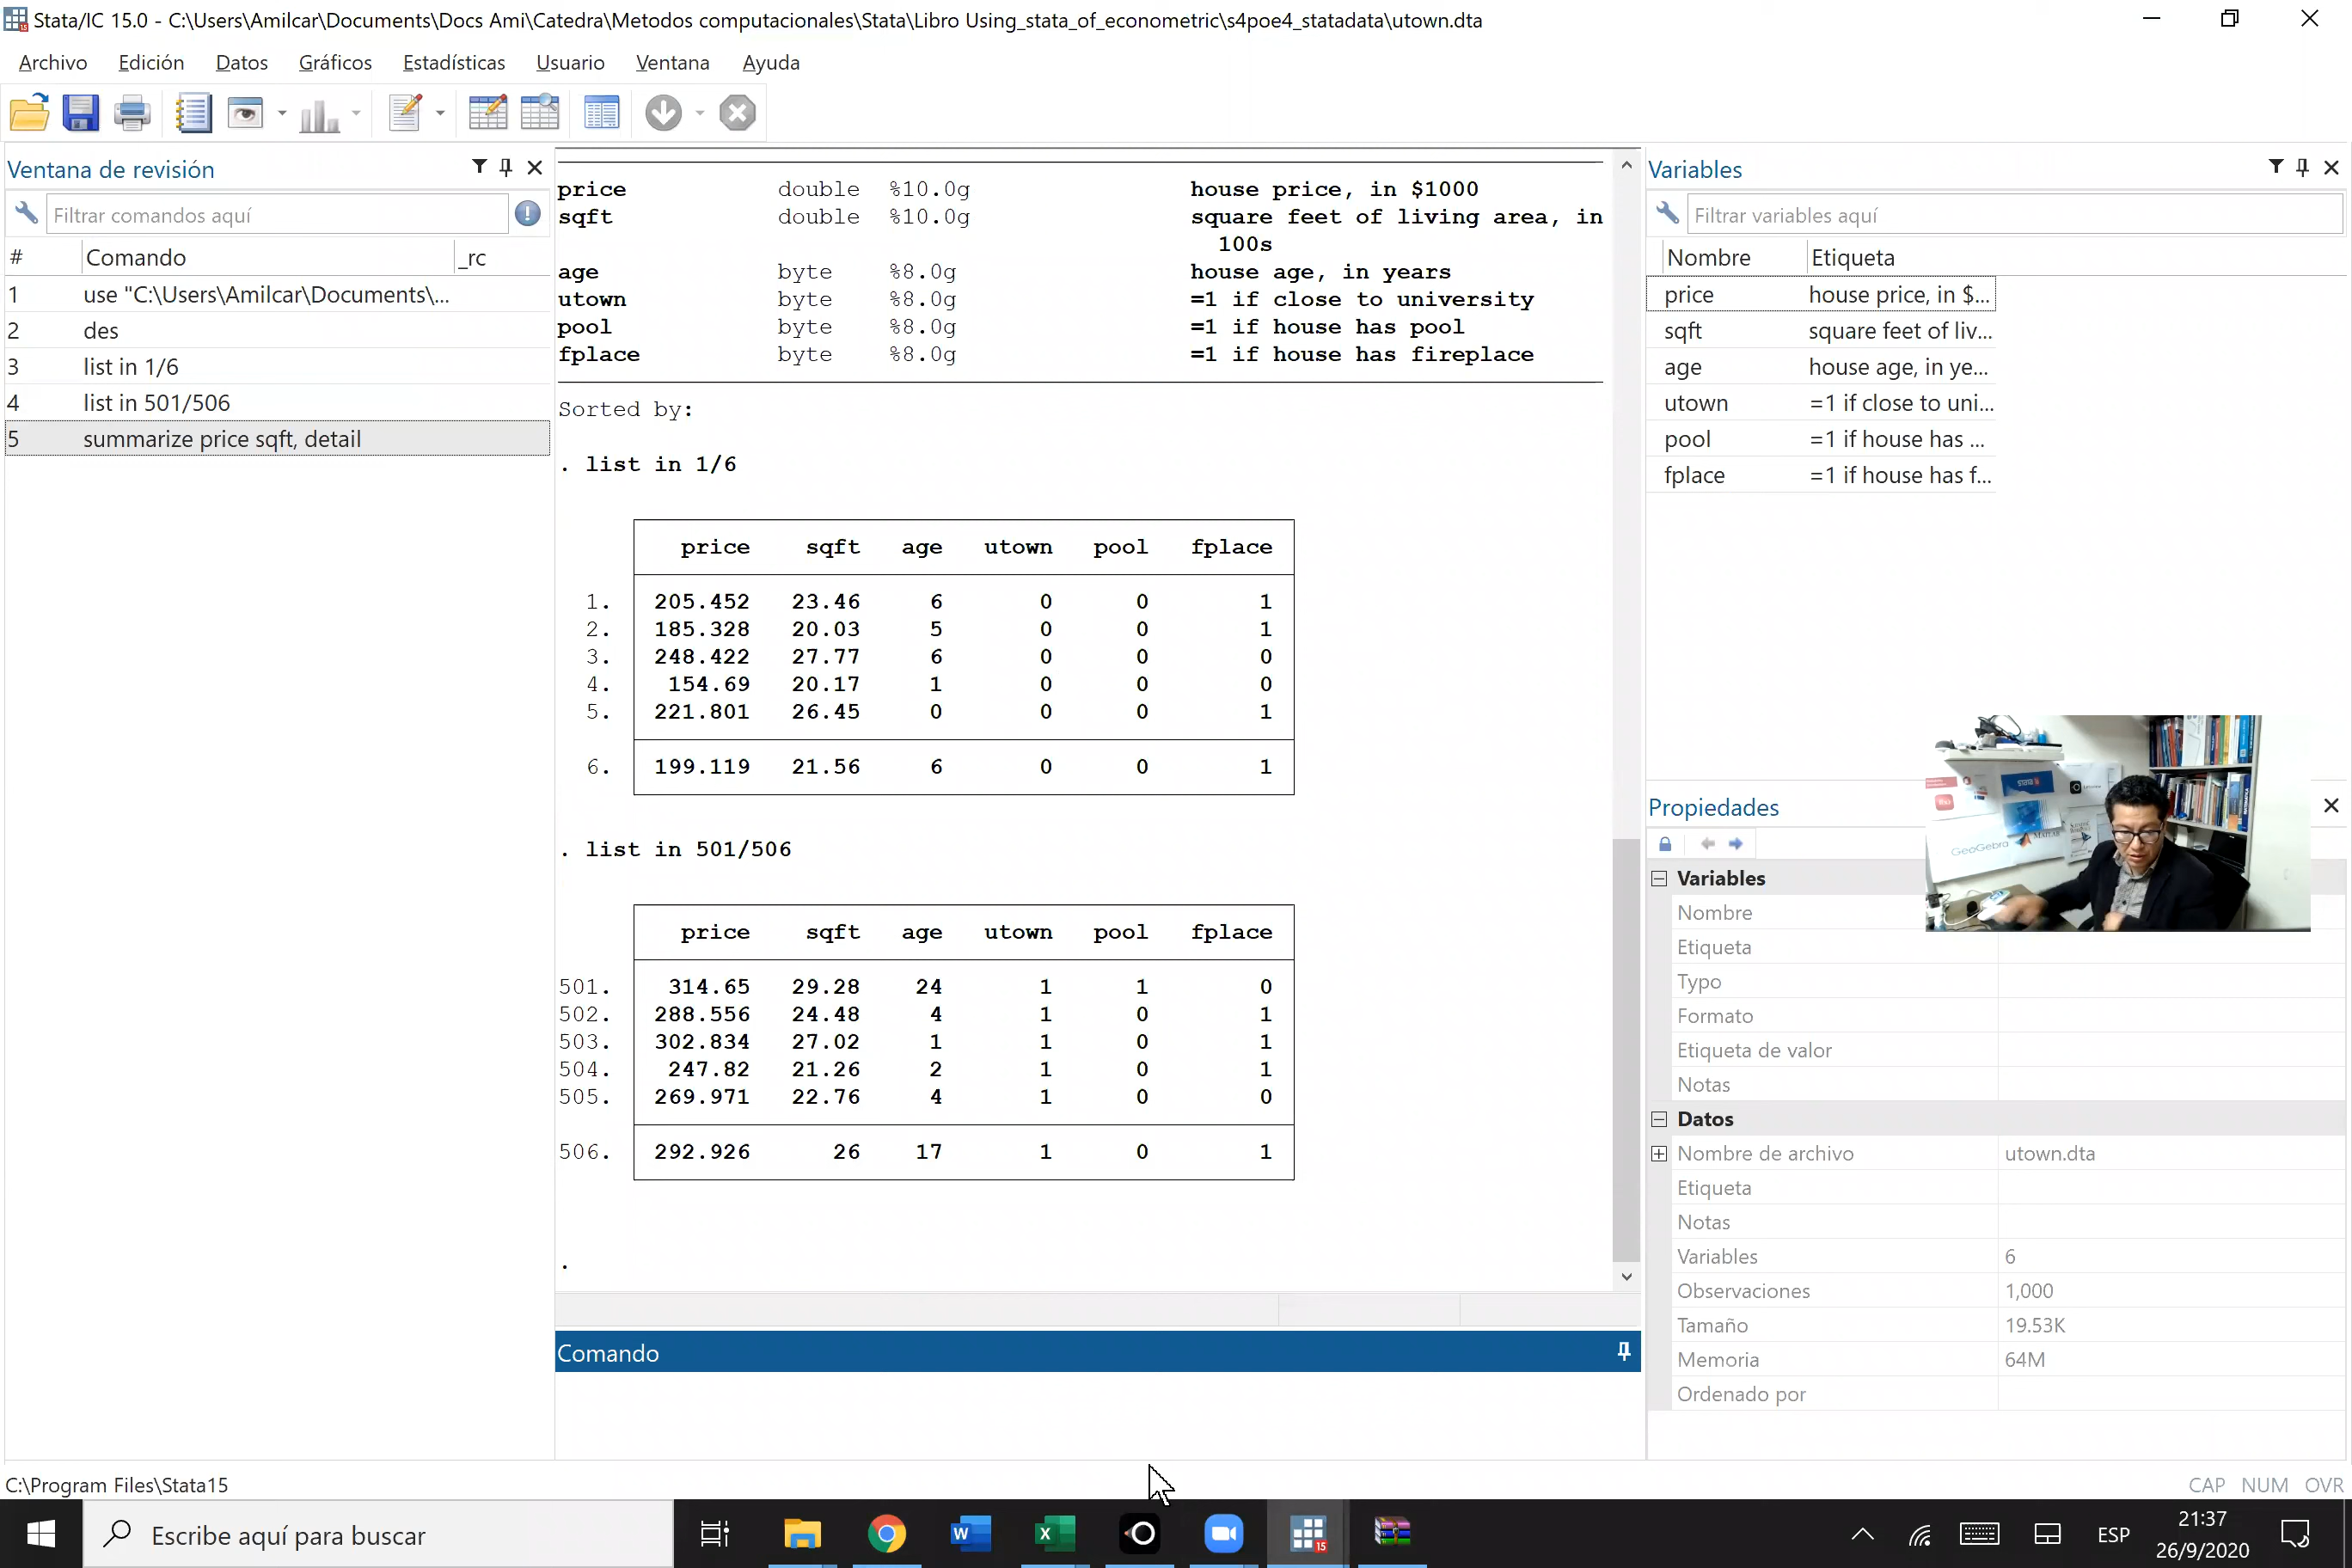 Stata/IC 15.0 - C:\Users\Amilcar\Documents\Docs Ami\Catedra\Metodos computacionales\Stata\Libro Using_stata_of_econometric\s4poe4_statadata\utown.dta
Archivo Edición Datos Gráficos Estadísticas Usuario Ventana Ayuda
Ventana de revisión
Filtrar comandos aquí
# Comando _rc
1 use "C:\Users\Amilcar\Documents\...
2 des
3 list in 1/6
4 list in 501/506
5 summarize price sqft, detail
price double %10.0g house price, in $1000
sqft double %10.0g square feet of living area, in
100s
age byte %8.0g house age, in years
utown byte %8.0g =1 if close to university
pool byte %8.0g =1 if house has pool
fplace byte %8.0g =1 if house has fireplace
Sorted by:
. list in 1/6
price sqft age utown pool fplace
1. 205.452 23.46 6 0 0 1
2. 185.328 20.03 5 0 0 1
3. 248.422 27.77 6 0 0 0
4. 154.69 20.17 1 0 0 0
5. 221.801 26.45 0 0 0 1
6. 199.119 21.56 6 0 0 1
. list in 501/506
price sqft age utown pool fplace
501. 314.65 29.28 24 1 1 0
502. 288.556 24.48 4 1 0 1
503. 302.834 27.02 1 1 0 1
504. 247.82 21.26 2 1 0 1
505. 269.971 22.76 4 1 0 0
506. 292.926 26 17 1 0 1
.
Comando
Variables
Filtrar variables aquí
Nombre Etiqueta
price house price, in $...
sqft square feet of liv...
age house age, in ye...
utown =1 if close to uni...
pool =1 if house has ...
fplace =1 if house has f...
Propiedades
Variables
Nombre
Etiqueta
Typo
Formato
Etiqueta de valor
Notas
Datos
Nombre de archivo utown.dta
Etiqueta
Notas
Variables 6
Observaciones 1,000
Tamaño 19.53K
Memoria 64M
Ordenado por
stata
MATLAB
GeoGebra
C:\Program Files\Stata15
CAP NUM OVR
Escribe aquí para buscar
15
ESP
21:37
26/9/2020